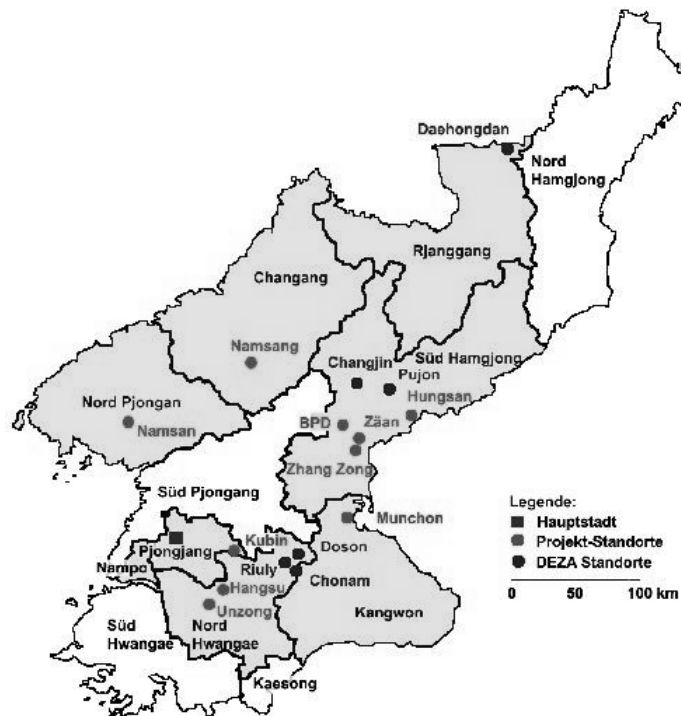 Daehongdan
Nord
Hamgjong
Rjanggang
Changang
Namsang
Changjin
Süd Hamgjong
Pujon
Hungsan
Nord Pjongan
Namsan
BPD
Zäan
Zhang Zong
Süd Pjongang
Munchon
Kubin
Doson
Pjongjang
Nampo
Riuly
Chonam
Hangsu
Unzong
Kangwon
Süd
Hwangae
Nord
Hwangae
Kaesong
Legende:
Hauptstadt
Projekt-Standorte
DEZA Standorte
0 50 100 km